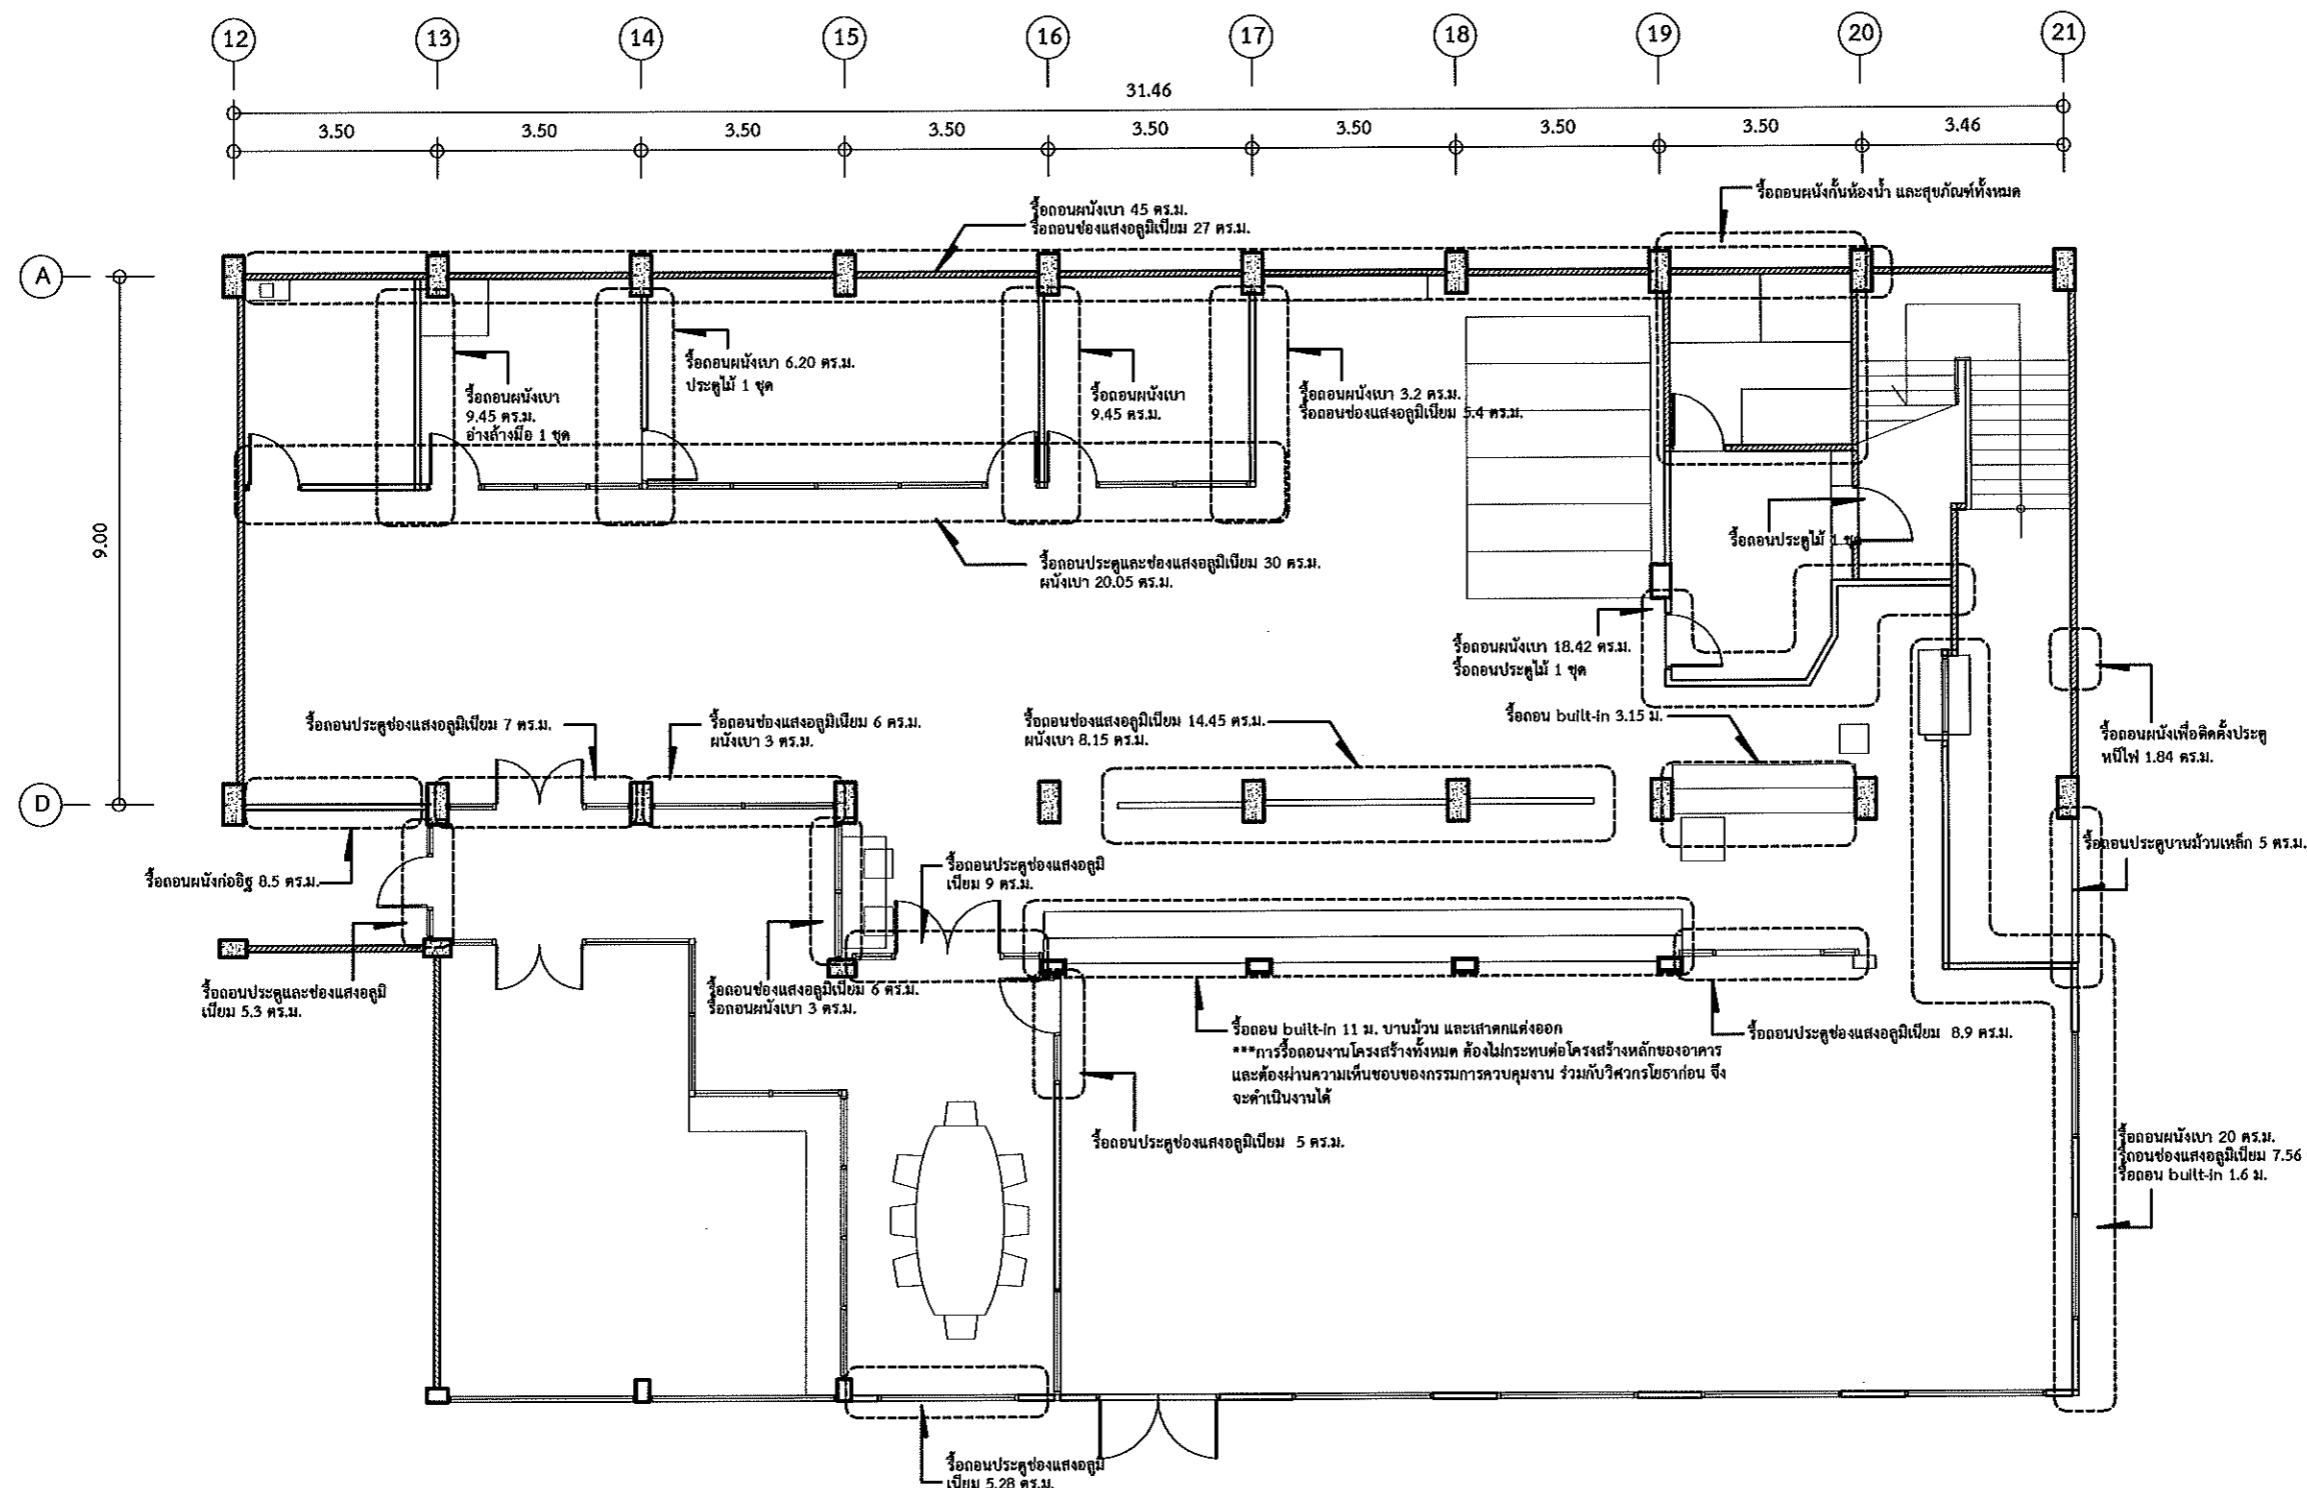 12 13 14 15 16 17 18 19 20 21
31.46
3.50 3.50 3.50 3.50 3.50 3.50 3.50 3.50 3.46
รื้อถอนผนังกั้นห้องน้ำ และสุขภัณฑ์ทั้งหมด
รื้อถอนผนังเบา 45 ตร.ม.
รื้อถอนช่องแสงอลูมิเนียม 27 ตร.ม.
A
รื้อถอนผนังเบา
9.45 ตร.ม.
อ่างล้างมือ 1 ชุด
รื้อถอนผนังเบา 6.20 ตร.ม.
ประตูไม้ 1 ชุด
รื้อถอนผนังเบา
9.45 ตร.ม.
รื้อถอนผนังเบา 3.2 ตร.ม.
รื้อถอนช่องแสงอลูมิเนียม 5.4 ตร.ม.
9.00
รื้อถอนประตูไม้ 1 ชุด
รื้อถอนประตูและช่องแสงอลูมิเนียม 30 ตร.ม.
ผนังเบา 20.05 ตร.ม.
รื้อถอนผนังเบา 18.42 ตร.ม.
รื้อถอนประตูไม้ 1 ชุด
รื้อถอนประตูช่องแสงอลูมิเนียม 7 ตร.ม.
รื้อถอนช่องแสงอลูมิเนียม 6 ตร.ม.
ผนังเบา 3 ตร.ม.
รื้อถอนช่องแสงอลูมิเนียม 14.45 ตร.ม.
ผนังเบา 8.15 ตร.ม.
รื้อถอน built-in 3.15 ม.
รื้อถอนผนังเพื่อติดตั้งประตู
หนีไฟ 1.84 ตร.ม.
D
รื้อถอนประตูบานม้วนเหล็ก 5 ตร.ม.
รื้อถอนผนังก่ออิฐ 8.5 ตร.ม.
รื้อถอนประตูช่องแสงอลูมิ
เนียม 9 ตร.ม.
รื้อถอนประตูและช่องแสงอลูมิ
เนียม 5.3 ตร.ม.
รื้อถอนช่องแสงอลูมิเนียม 6 ตร.ม.
รื้อถอนผนังเบา 3 ตร.ม.
รื้อถอน built-in 11 ม. บานม้วน และเสาตกแต่งออก
***การรื้อถอนงานโครงสร้างทั้งหมด ต้องไม่กระทบต่อโครงสร้างหลักของอาคาร
และต้องผ่านความเห็นชอบของกรรมการควบคุมงาน ร่วมกับวิศวกรโยธาก่อน จึง
จะดำเนินงานได้
รื้อถอนประตูช่องแสงอลูมิเนียม 8.9 ตร.ม.
รื้อถอนประตูช่องแสงอลูมิเนียม 5 ตร.ม.
รื้อถอนผนังเบา 20 ตร.ม.
รื้อถอนช่องแสงอลูมิเนียม 7.56
รื้อถอน built-in 1.6 ม.
รื้อถอนประตูช่องแสงอลูมิ
เนียม 5.28 ตร.ม.